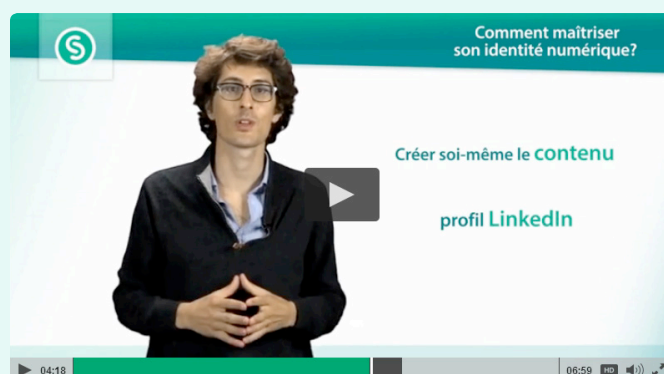 Comment maîtriser
son identité numérique?
Créer soi-même le contenu
profil LinkedIn
04:18
06:59 HD